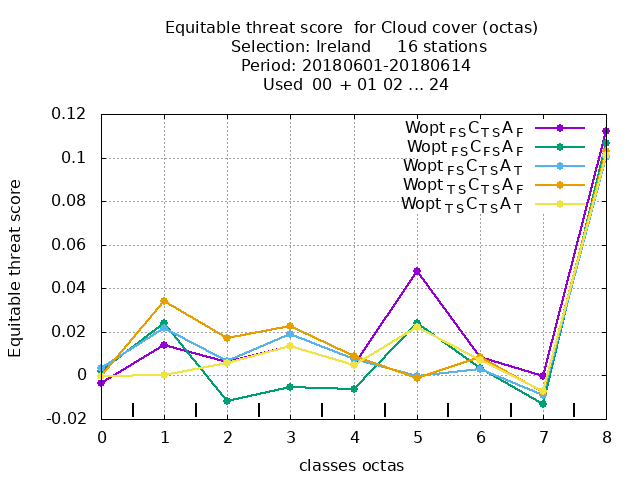 Equitable threat score  for Cloud cover (octas)
Selection: Ireland     16 stations
Period: 20180601-20180614
Used  00 + 01 02 ... 24
0.12
0.1
0.08
0.06
0.04
0.02
0
-0.02
Equitable threat score
Wopt FS CTS AF
Wopt FS CFS AF
Wopt FS CTS AT
Wopt TS CTS AF
Wopt TS CTS AT
0 1 2 3 4 5 6 7 8
classes octas